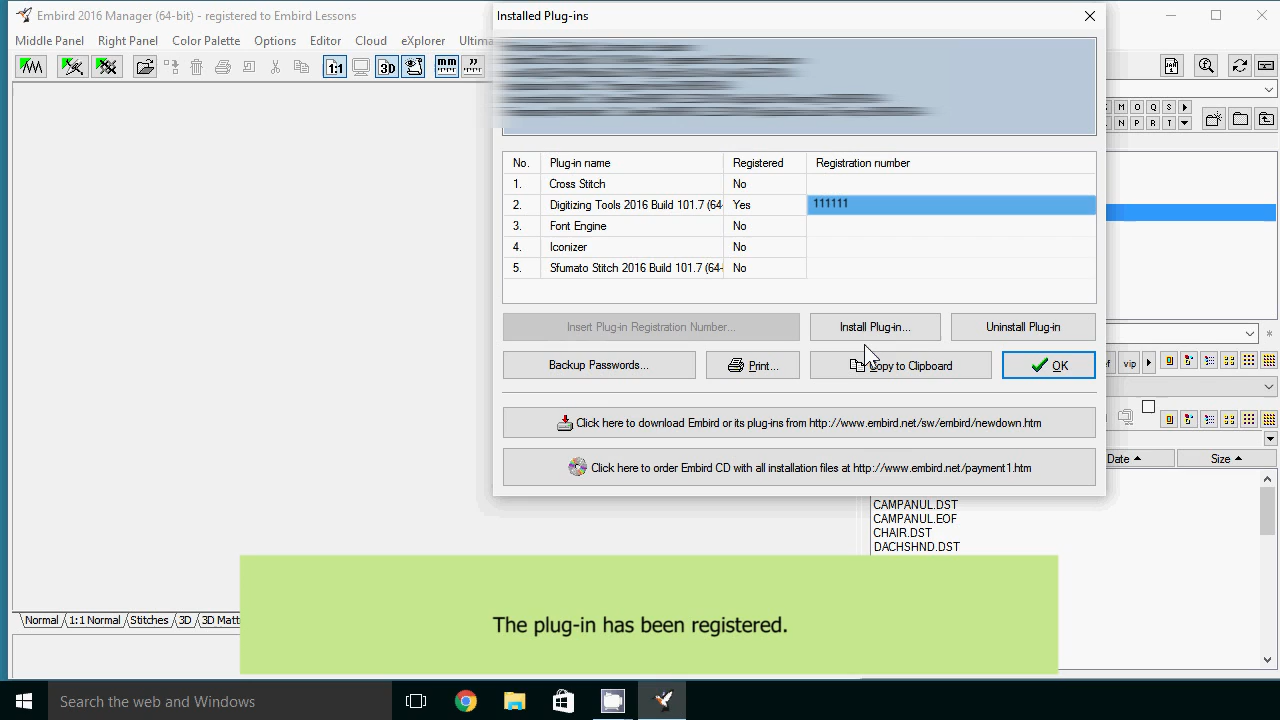 Embird 2016 Manager (64-bit) - registered to Embird Lessons
Middle Panel Right Panel Color Palette Options Editor Cloud eXplorer
1:1 3D mm
Installed Plug-ins
No. Plug-in name Registered Registration number
1. Cross Stitch No
2. Digitizing Tools 2016 Build 101.7 (64- Yes 111111
3. Font Engine No
4. Iconizer No
5. Sfumato Stitch 2016 Build 101.7 (64- No
Insert Plug-in Registration Number... Install Plug-in... Uninstall Plug-in
Backup Passwords... Print... Copy to Clipboard OK
Click here to download Embird or its plug-ins from http://www.embird.net/sw/embird/newdown.htm
Click here to order Embird CD with all installation files at http://www.embird.net/payment1.htm
M O Q S
N P R T
vip
Date Size
CAMPANUL.DST
CAMPANUL.EOF
CHAIR.DST
DACHSHND.DST
Normal 1:1 Normal Stitches 3D 3D Matt
The plug-in has been registered.
Search the web and Windows